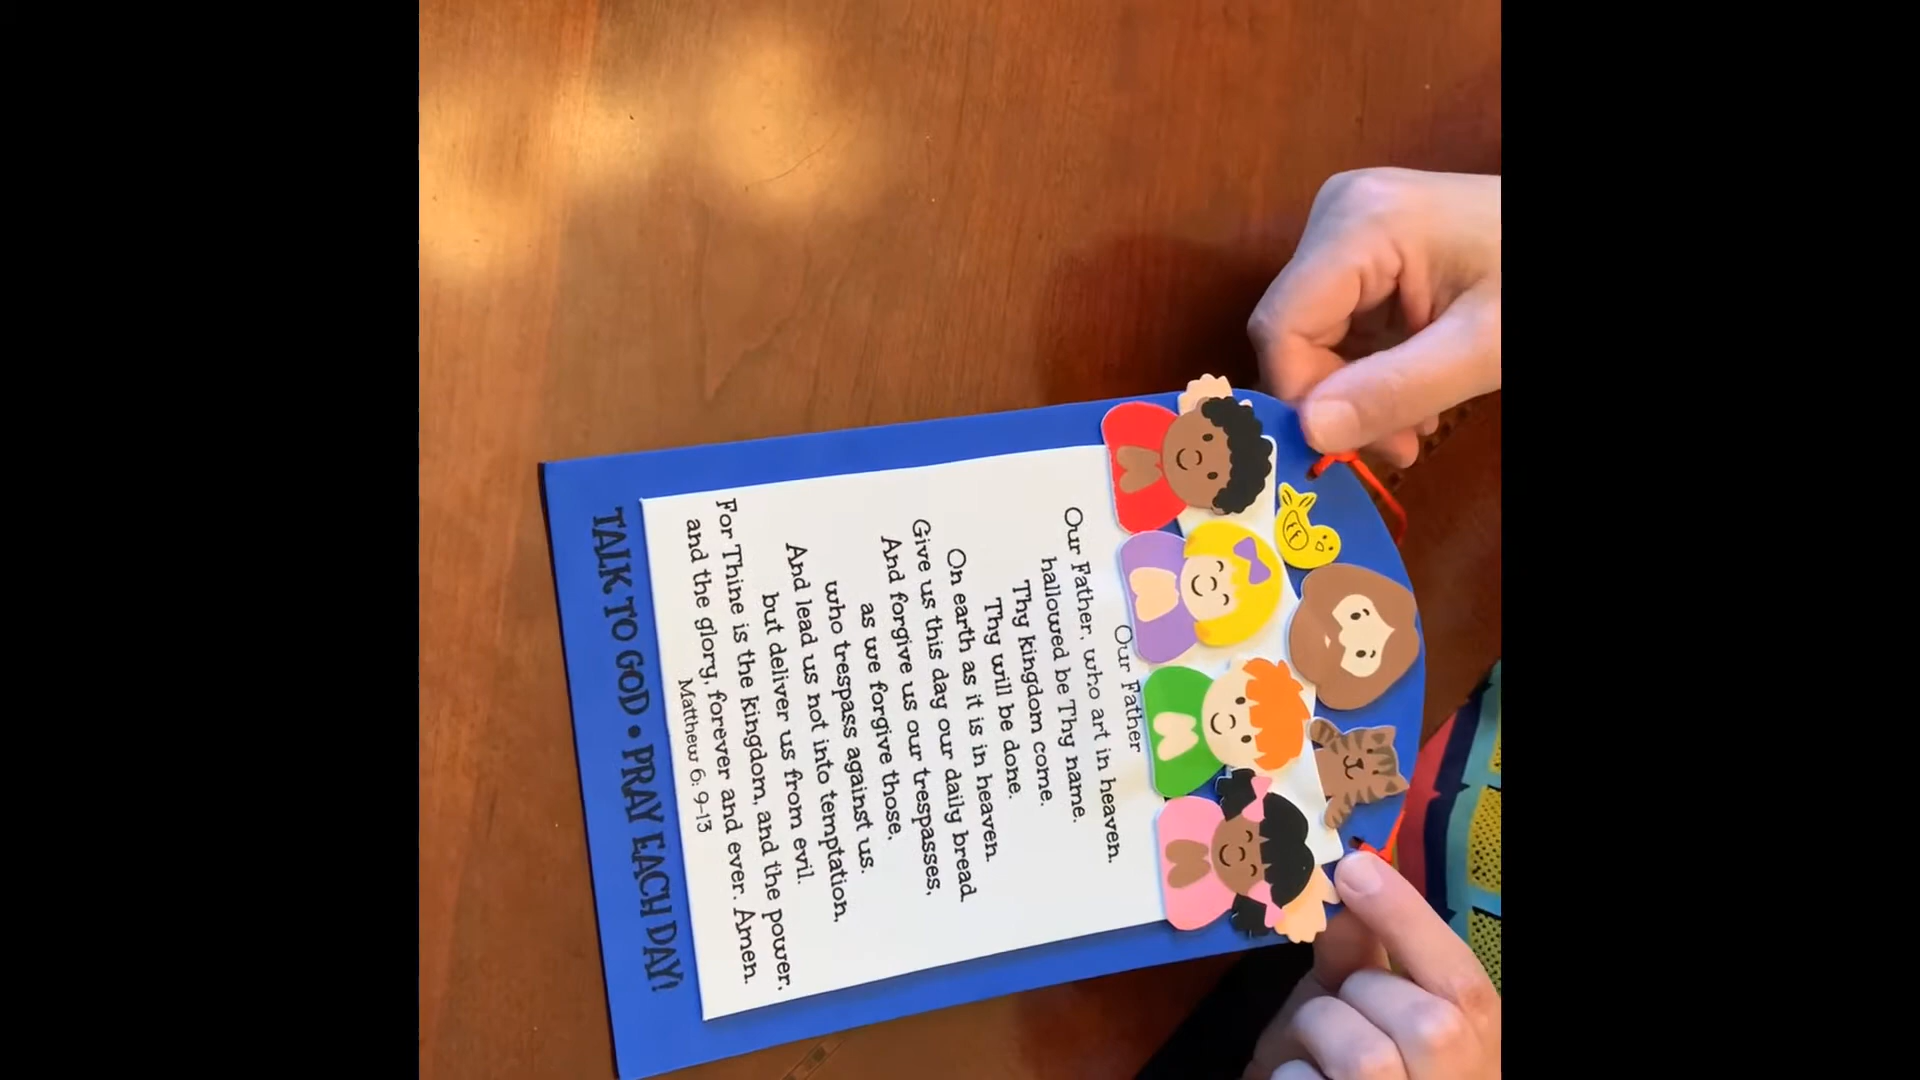 Our Father
Our Father, who art in heaven.
hallowed be Thy name.
Thy kingdom come.
Thy will be done.
On earth as it is in heaven.
Give us this day our daily bread.
And forgive us our trespasses,
as we forgive those,
who trespass against us.
And lead us not into temptation,
but deliver us from evil.
For Thine is the kingdom, and the power,
and the glory, forever and ever. Amen.
Matthew 6: 9-13
TALK TO GOD • PRAY EACH DAY!